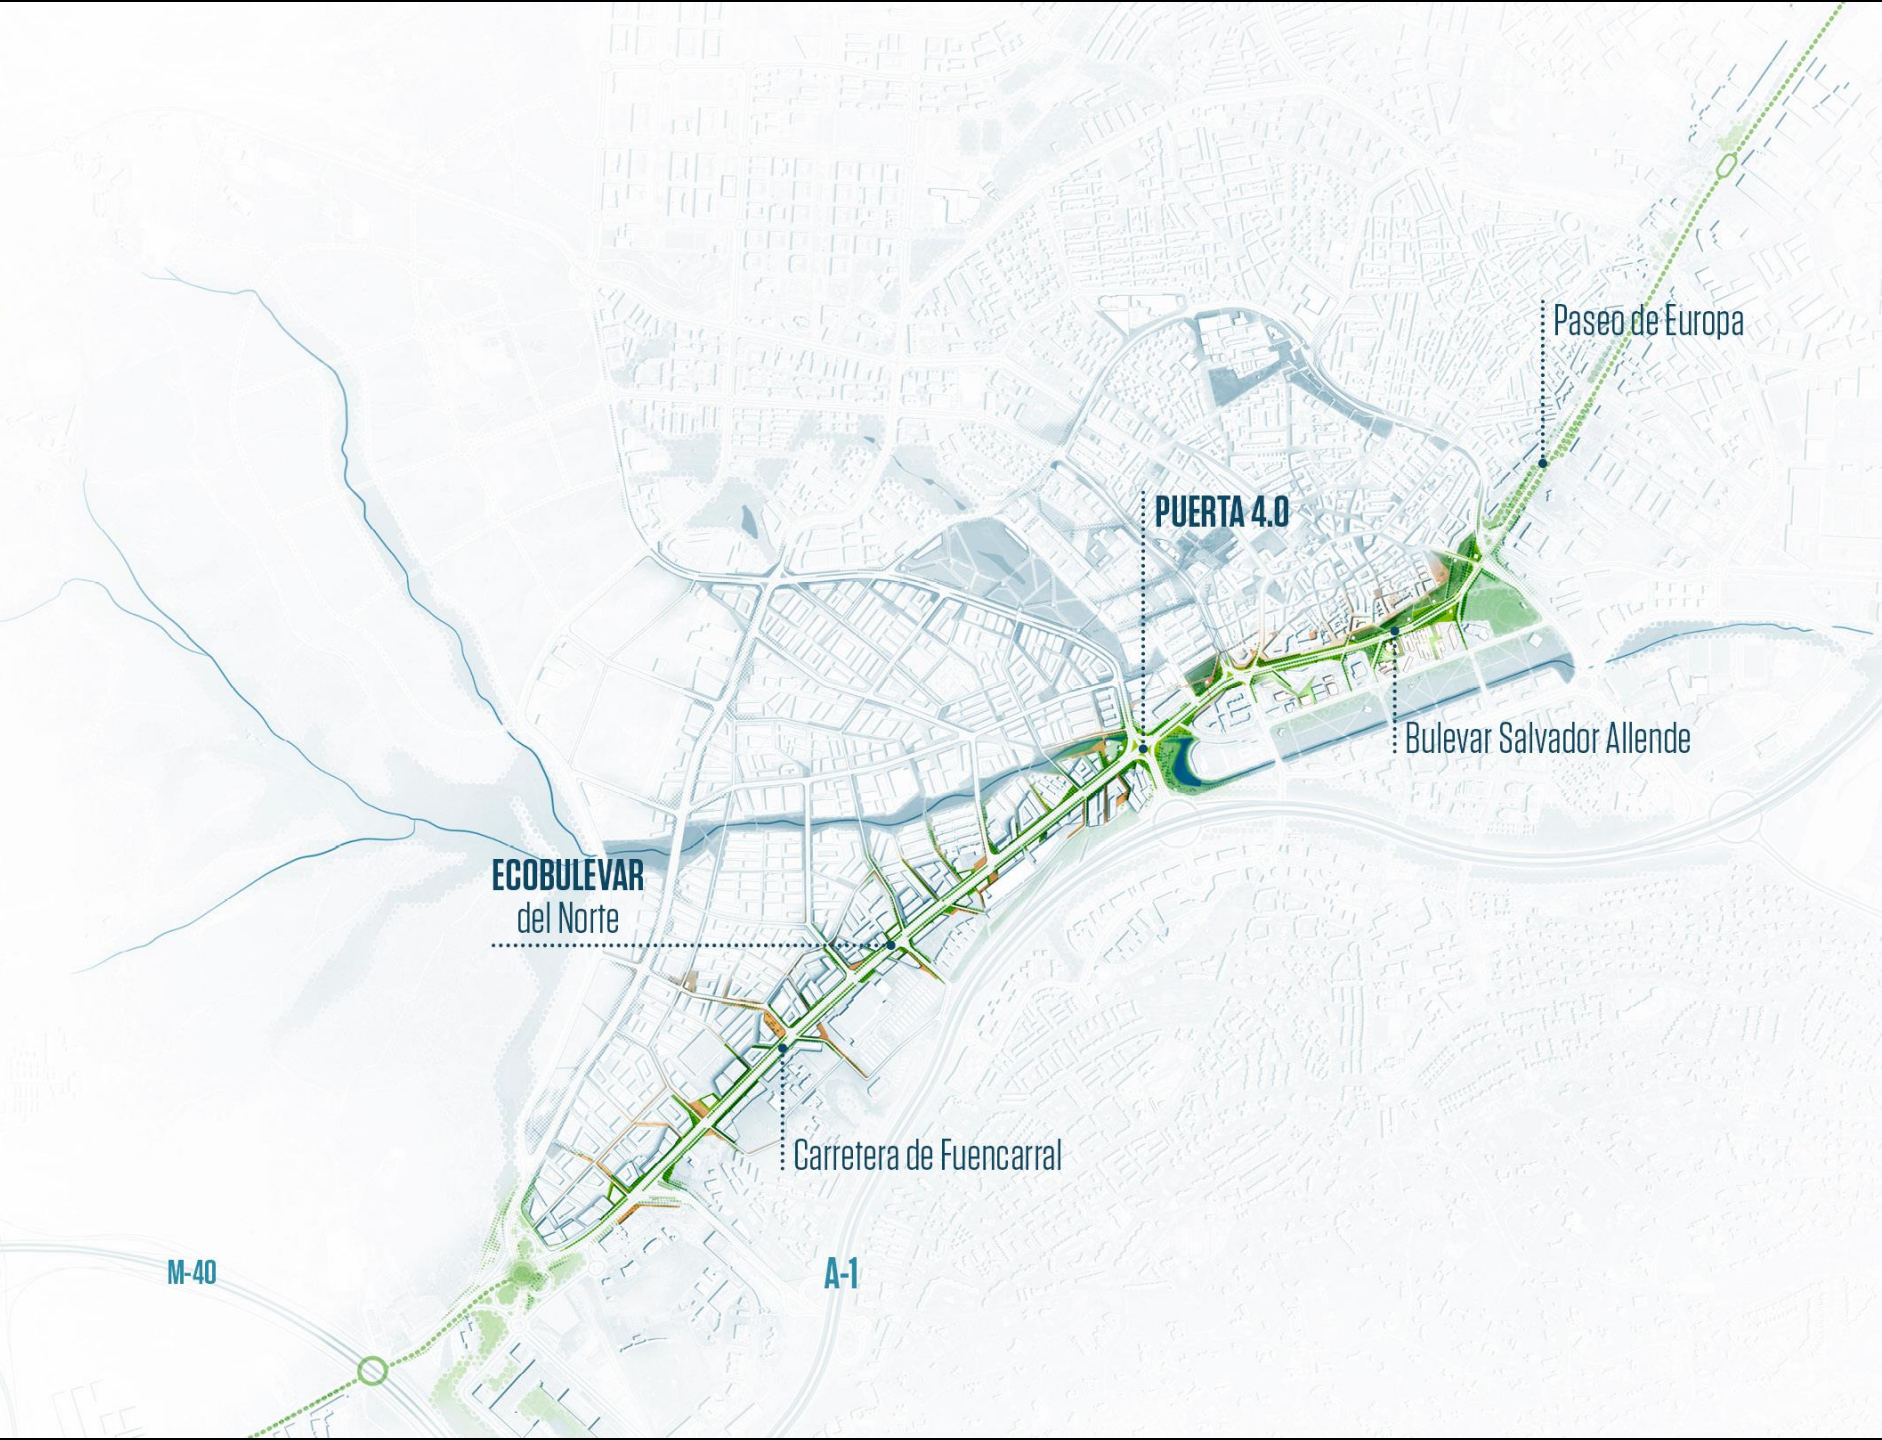 Paseo de Europa
PUERTA 4.0
Bulevar Salvador Allende
ECOBULEVAR
del Norte
Carretera de Fuencarral
M-40
A-1